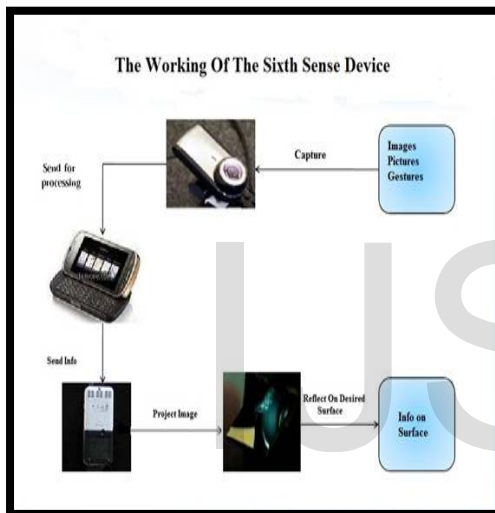 The Working Of The Sixth Sense Device
Capture
Images
Pictures
Gestures
Send for
processing
Send Info
Project Image
Reflect On Desired
Surface
Info on
Surface
US